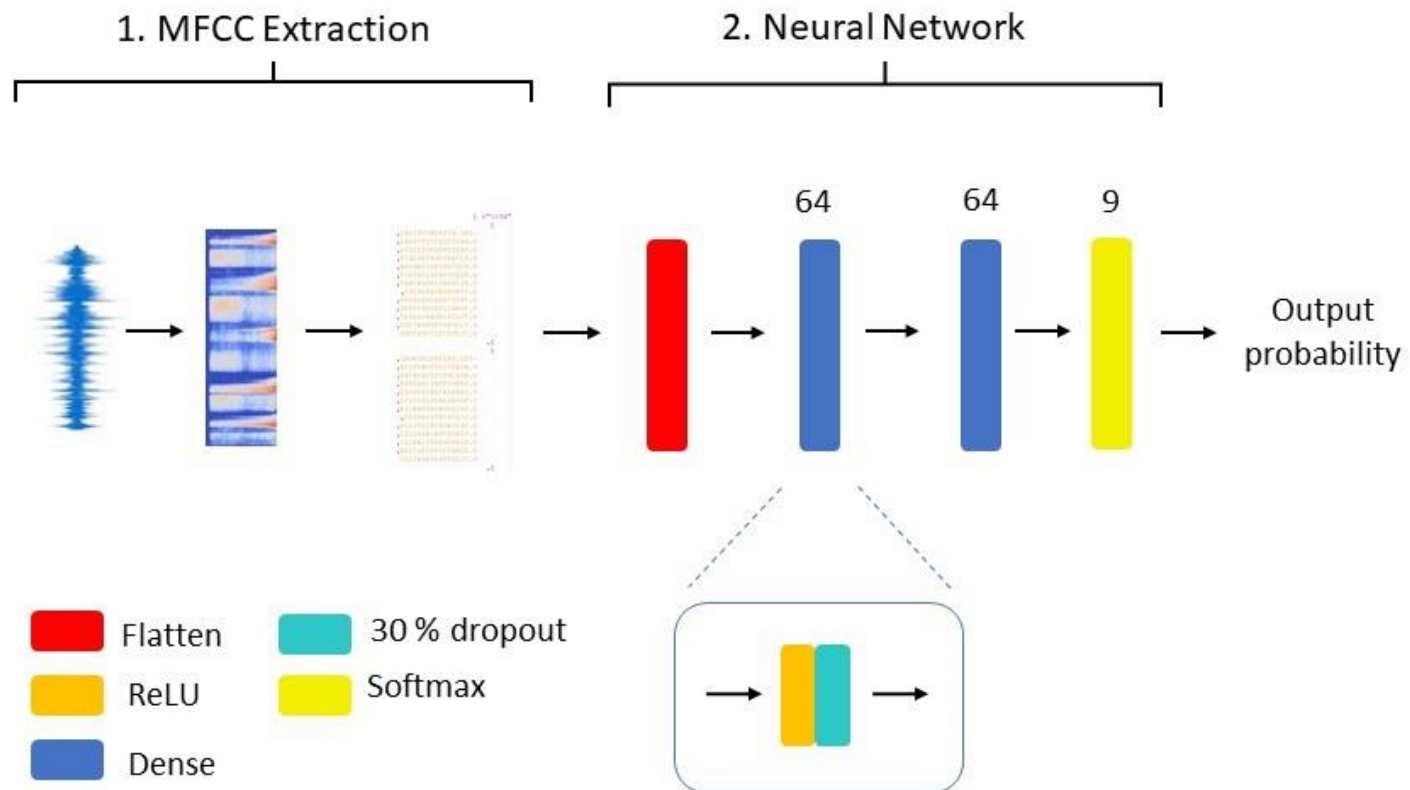 1. MFCC Extraction
2. Neural Network
64
64
9
Output
probability
Flatten
30 % dropout
ReLU
Softmax
Dense